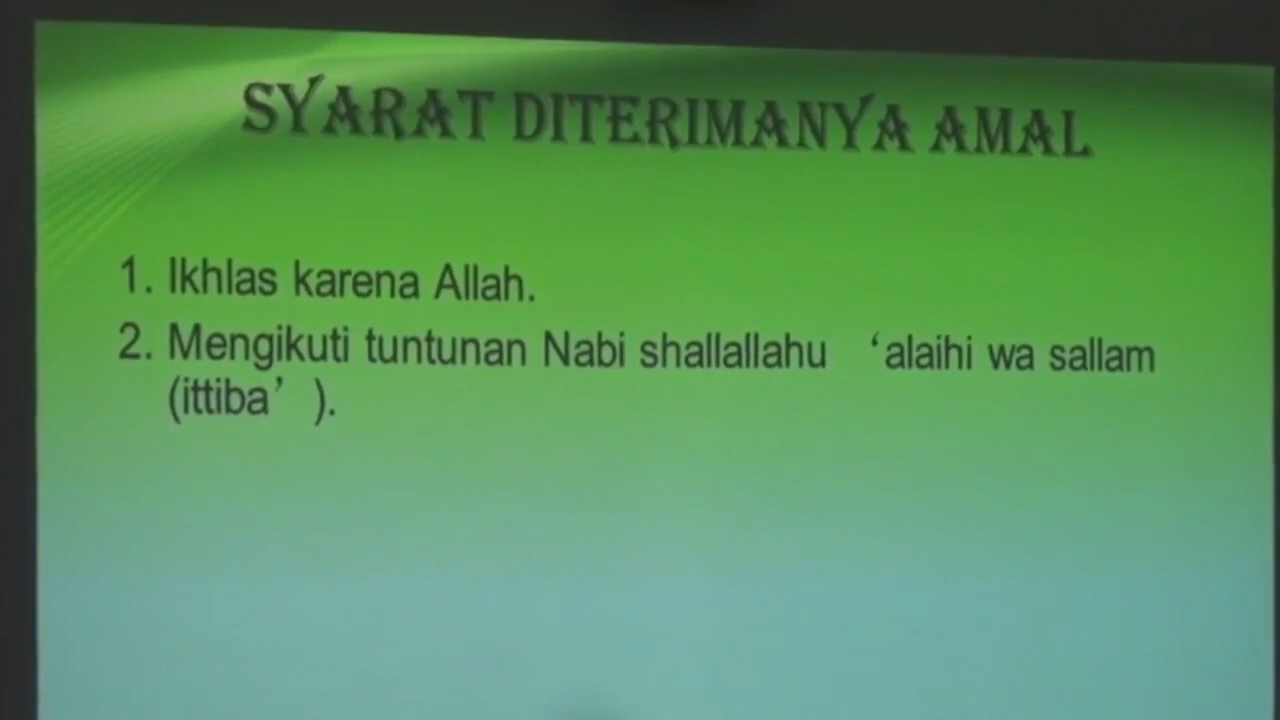 SYARAT DITERIMANYA AMAL
1. Ikhlas karena Allah.
2. Mengikuti tuntunan Nabi shallallahu ‘alaihi wa sallam
(ittiba’ ).